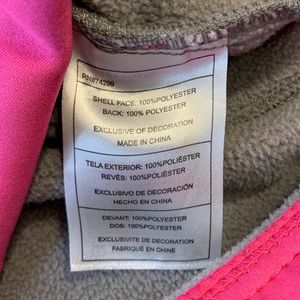 RN#74299
SHELL FACE: 100%POLYESTER
BACK: 100% POLYESTER
EXCLUSIVE OF DECORATION
MADE IN CHINA
TELA EXTERIOR: 100%POLIÉSTER
REVÉS: 100%POLIÉSTER
EXCLUSIVO DE DECORACIÓN
HECHO EN CHINA
DEVANT: 100%POLYESTER
DOS: 100%POLYESTER
EXCLUSIVITE DE DECORATION
FABRIQUÉ EN CHINE